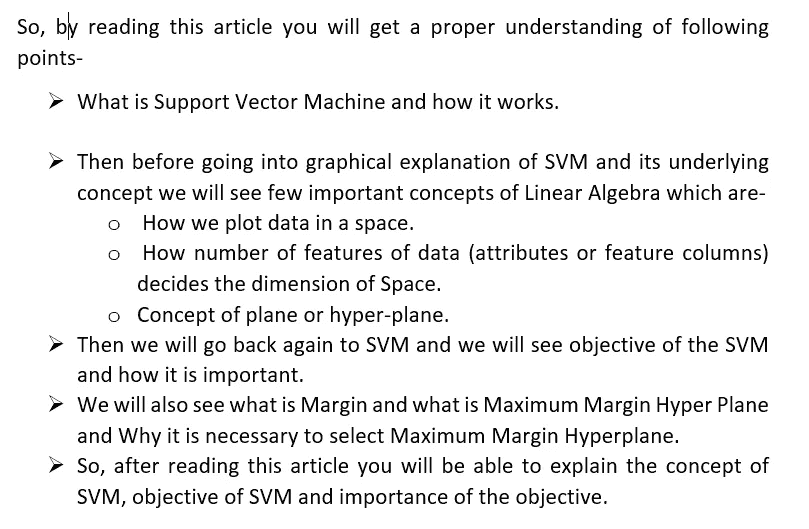 So, by reading this article you will get a proper understanding of following
points-
➢ What is Support Vector Machine and how it works.
➢ Then before going into graphical explanation of SVM and its underlying
concept we will see few important concepts of Linear Algebra which are-
o How we plot data in a space.
o How number of features of data (attributes or feature columns)
decides the dimension of Space.
o Concept of plane or hyper-plane.
➢ Then we will go back again to SVM and we will see objective of the SVM
and how it is important.
➢ We will also see what is Margin and what is Maximum Margin Hyper Plane
and Why it is necessary to select Maximum Margin Hyperplane.
➢ So, after reading this article you will be able to explain the concept of
SVM, objective of SVM and importance of the objective.